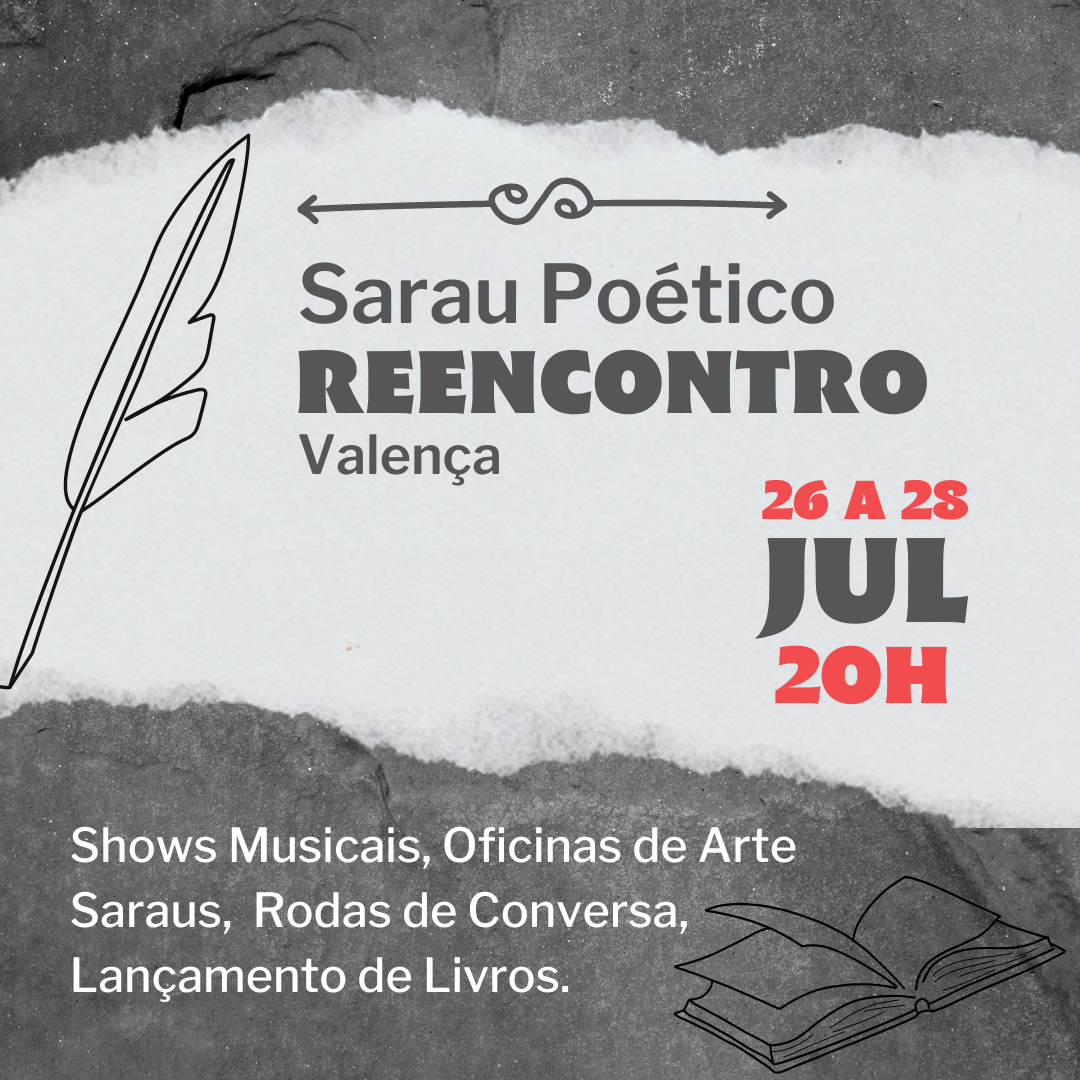 Sarau Poético
REENCONTRO
Valença
26 A 28
JUL
20H
Shows Musicais, Oficinas de Arte
Saraus,  Rodas de Conversa,
Lançamento de Livros.